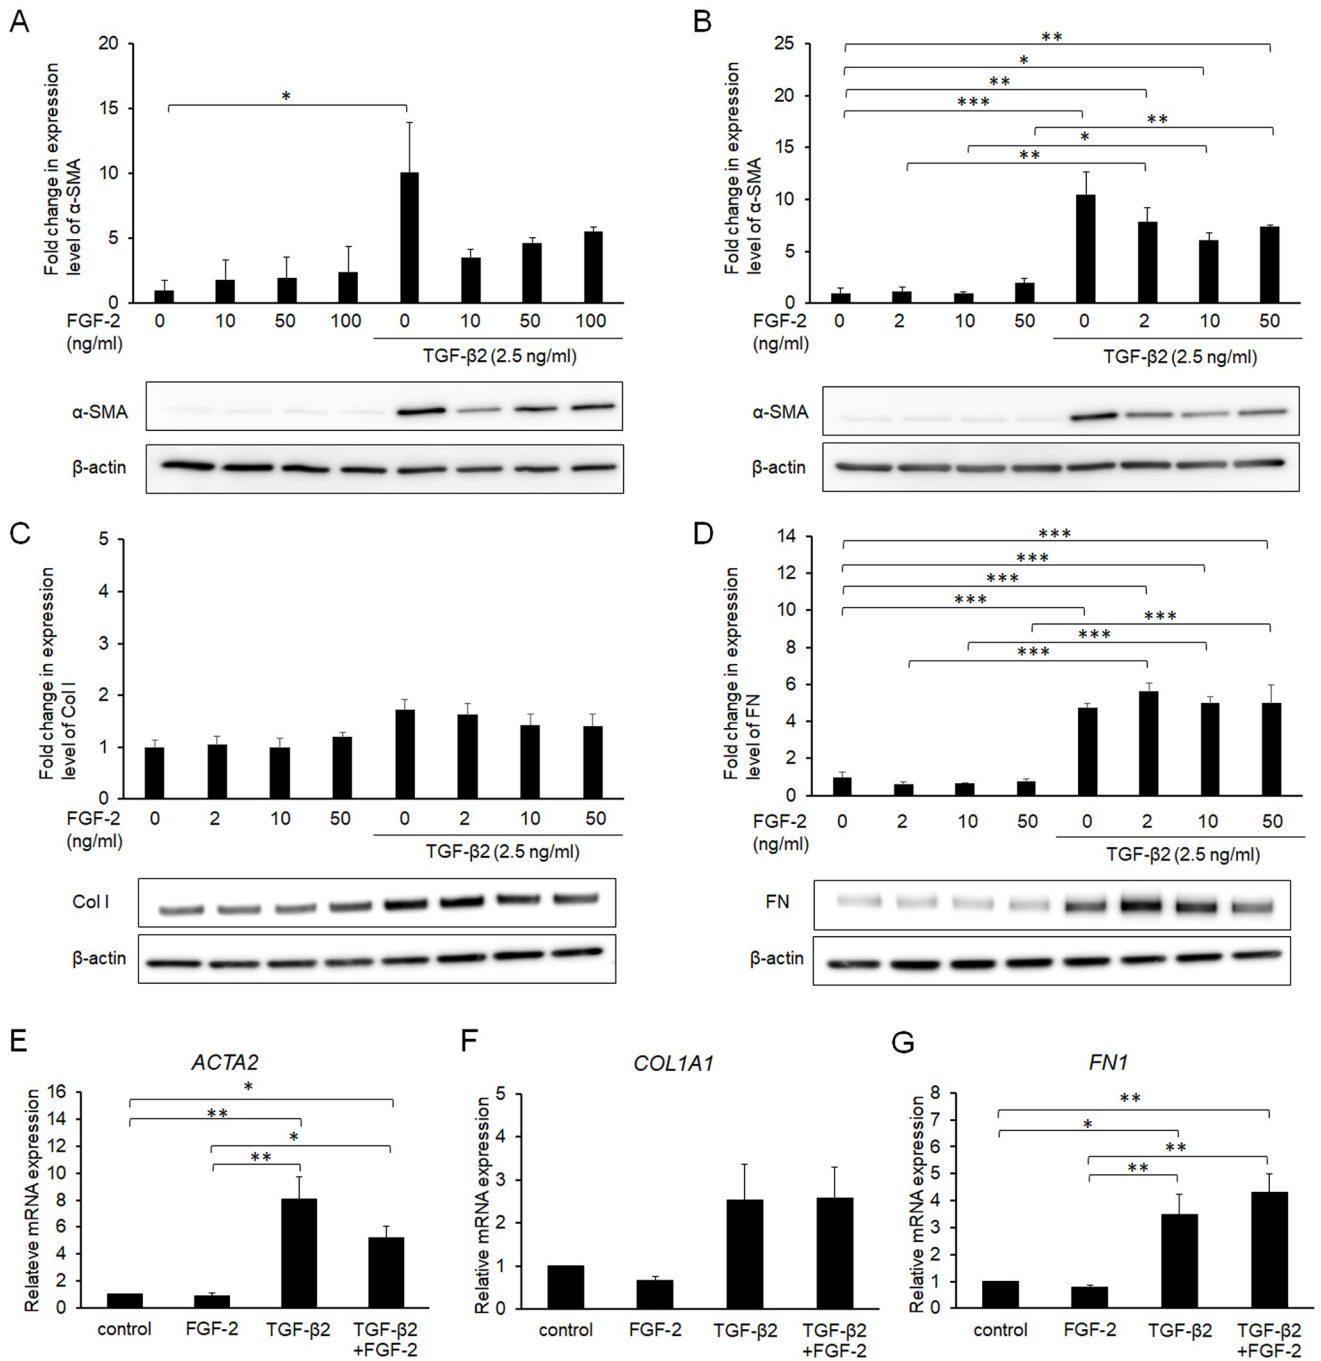 A
Fold change in expression
level of α-SMA
20
15
10
5
0
*
FGF-2
(ng/ml)
0 10 50 100 0 10 50 100
TGF-β2 (2.5 ng/ml)
α-SMA
β-actin
B
Fold change in expression
level of α-SMA
25
20
15
10
5
0
**
*
**
***
**
*
**
FGF-2
(ng/ml)
0 2 10 50 0 2 10 50
TGF-β2 (2.5 ng/ml)
α-SMA
β-actin
C
Fold change in expression
level of Col I
5
4
3
2
1
0
FGF-2
(ng/ml)
0 2 10 50 0 2 10 50
TGF-β2 (2.5 ng/ml)
Col I
β-actin
D
Fold change in expression
level of FN
14
12
10
8
6
4
2
0
***
***
***
***
***
***
***
FGF-2
(ng/ml)
0 2 10 50 0 2 10 50
TGF-β2 (2.5 ng/ml)
FN
β-actin
E
ACTA2
Relateve mRNA expression
16
14
12
10
8
6
4
2
0
*
**
*
**
control FGF-2 TGF-β2 TGF-β2
+FGF-2
F
COL1A1
Relative mRNA expression
5
4
3
2
1
0
control FGF-2 TGF-β2 TGF-β2
+FGF-2
G
FN1
Relative mRNA expression
8
7
6
5
4
3
2
1
0
**
*
**
**
control FGF-2 TGF-β2 TGF-β2
+FGF-2